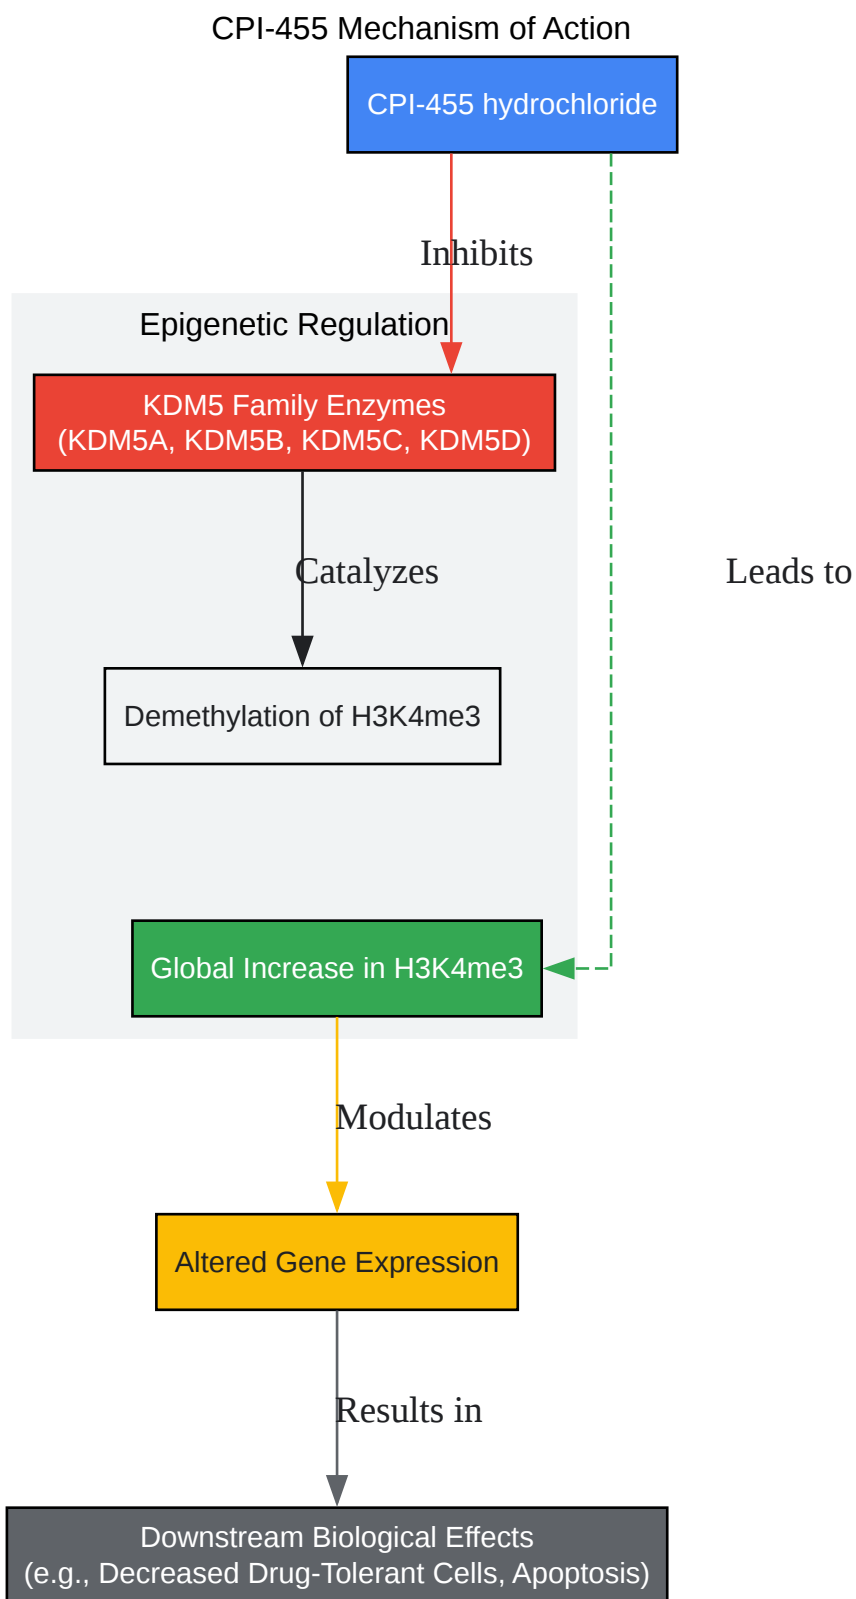 CPI-455 Mechanism of Action
CPI-455 hydrochloride
Inhibits
Epigenetic Regulation
KDM5 Family Enzymes
(KDM5A, KDM5B, KDM5C, KDM5D)
Catalyzes
Leads to
Demethylation of H3K4me3
Global Increase in H3K4me3
Modulates
Altered Gene Expression
Results in
Downstream Biological Effects
(e.g., Decreased Drug-Tolerant Cells, Apoptosis)